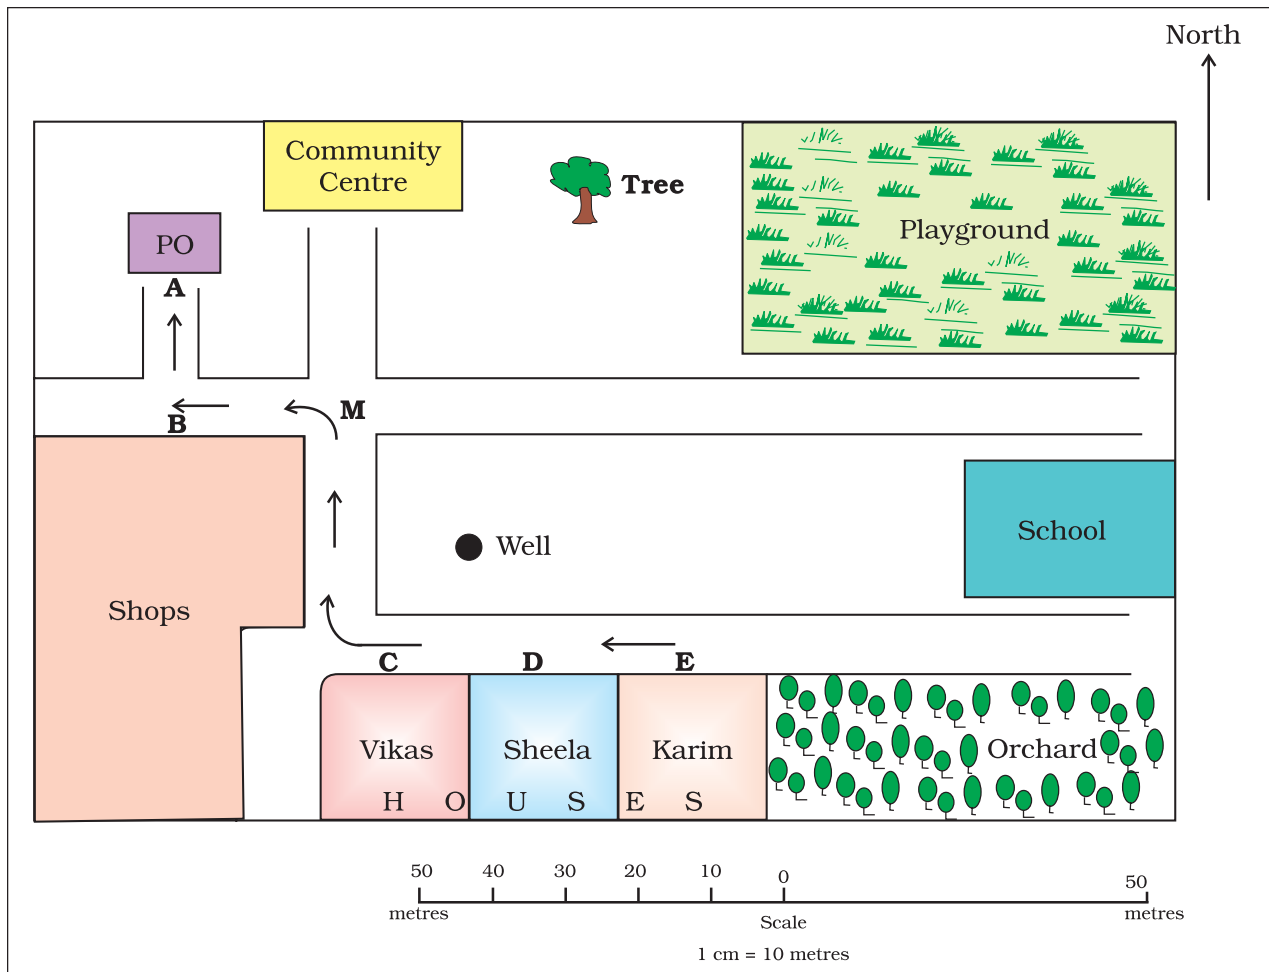 North
Community
Centre
Tree
PO
Playground
A
M
B
School
Well
Shops
C D E
Vikas Sheela Karim Orchard
H O U S E S
50 40 30 20 10 0 50
metres Scale metres
1 cm = 10 metres